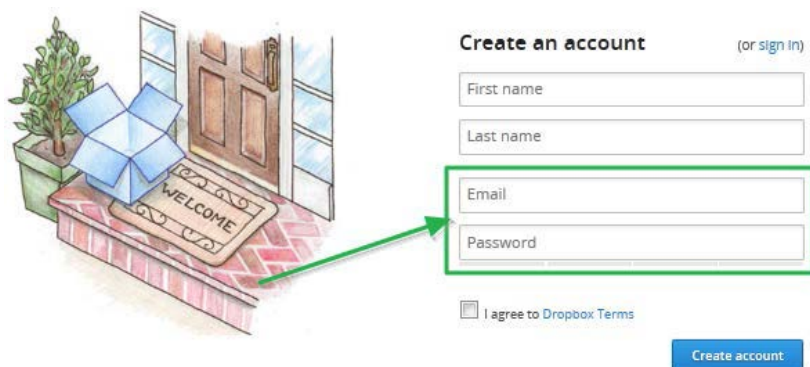 Create an account (or sign in)
First name
Last name
WELCOME
Email
Password
I agree to Dropbox Terms
Create account